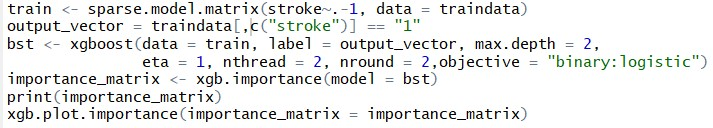 train <- sparse.model.matrix(stroke~.-1, data = traindata)
output_vector = traindata[,c("stroke")] == "1"
bst <- xgboost(data = train, label = output_vector, max.depth = 2,
eta = 1, nthread = 2, nround = 2,objective = "binary:logistic")
importance_matrix <- xgb.importance(model = bst)
print(importance_matrix)
xgb.plot.importance(importance_matrix = importance_matrix)